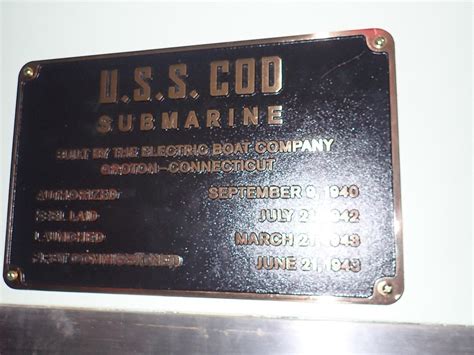 U.S.S. COD
SUBMARINE
BUILT BY THE ELECTRIC BOAT COMPANY
GROTON—CONNECTICUT
AUTHORIZED SEPTEMBER 9, 1940
KEEL LAID JULY 21, 1942
LAUNCHED MARCH 21, 1943
JUNE 21, 1943